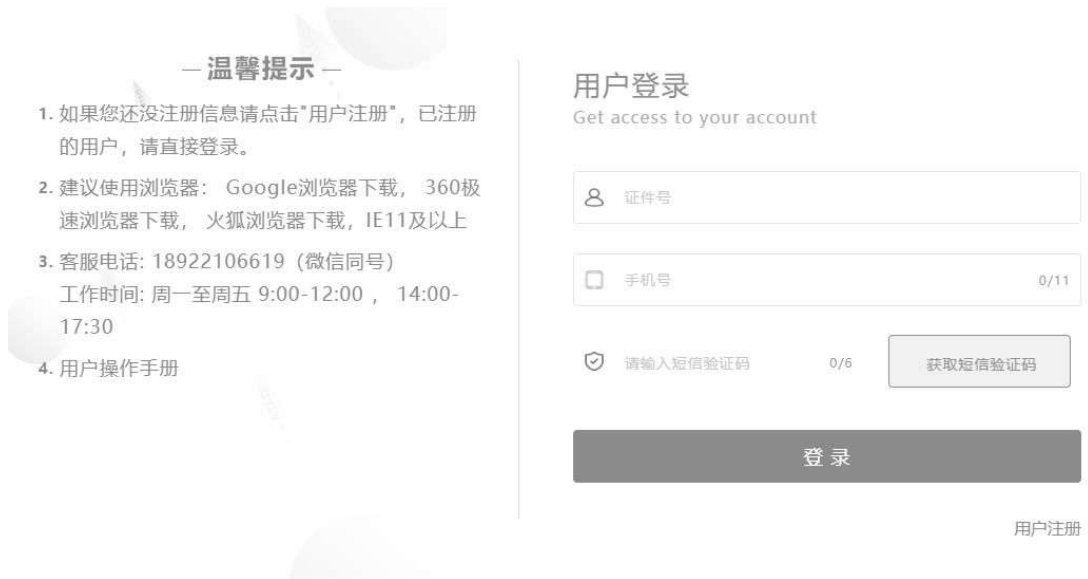 — 温馨提示 —
1. 如果您还没注册信息请点击"用户注册"，已注册
的用户，请直接登录。
2. 建议使用浏览器： Google浏览器下载， 360极
速浏览器下载， 火狐浏览器下载，IE11及以上
3. 客服电话: 18922106619（微信同号）
工作时间: 周一至周五 9:00-12:00 ， 14:00-
17:30
4. 用户操作手册
用户登录
Get access to your account
证件号
手机号 0/11
请输入短信验证码 0/6 获取短信验证码
登 录
用户注册